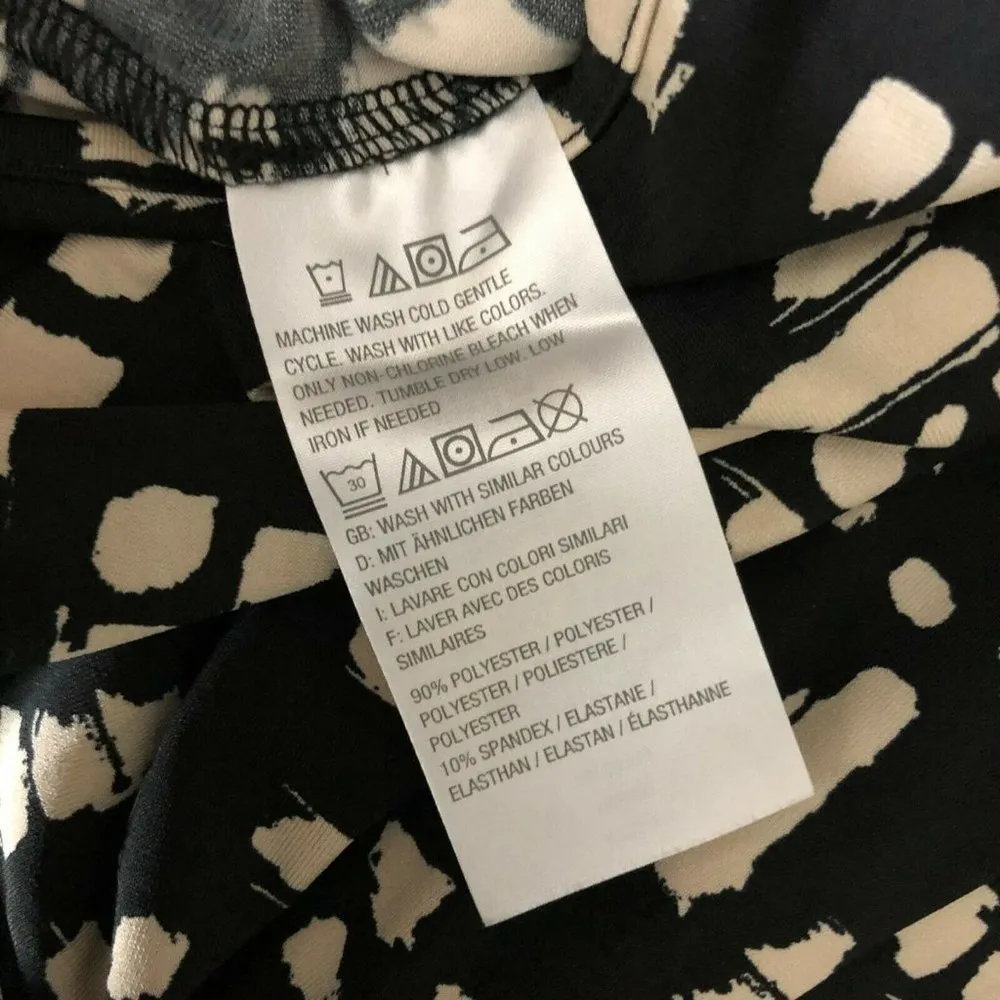 MACHINE WASH COLD GENTLE
CYCLE. WASH WITH LIKE COLORS.
ONLY NON-CHLORINE BLEACH WHEN
NEEDED. TUMBLE DRY LOW. LOW
IRON IF NEEDED
30
GB: WASH WITH SIMILAR COLOURS
D: MIT ÄHNLICHEN FARBEN
WASCHEN
I: LAVARE CON COLORI SIMILARI
F: LAVER AVEC DES COLORIS
SIMILAIRES
90% POLYESTER / POLYESTER /
POLYESTER / POLIESTERE /
POLYESTER
10% SPANDEX / ELASTANE /
ELASTHAN / ELASTAN / ÉLASTHANNE